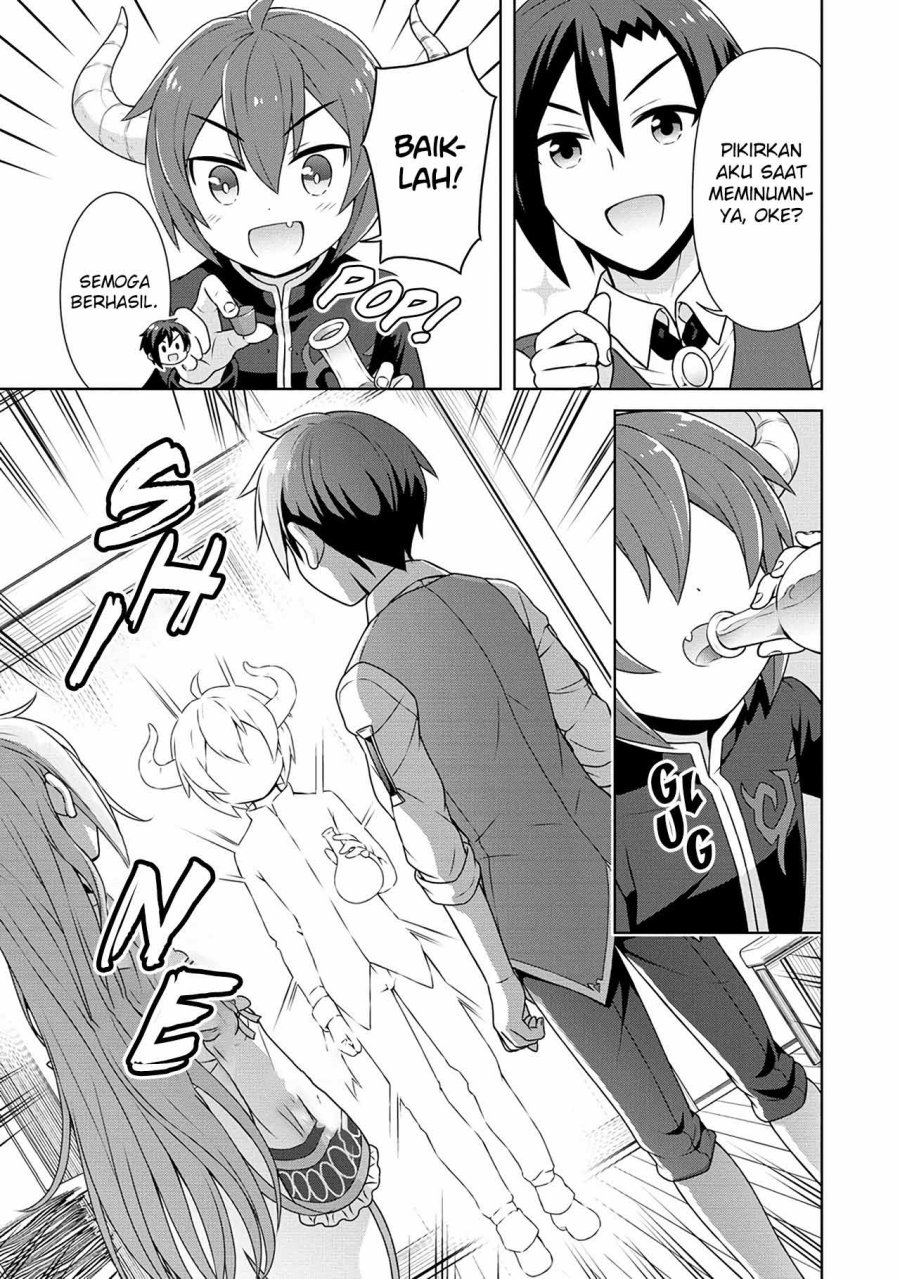 PIKIRKAN
AKU SAAT
MEMINUMN-
YA, OKE?
BAIK-
LAH!
POP!
SEMOGA
BERHASIL.
GLUG
SHINE